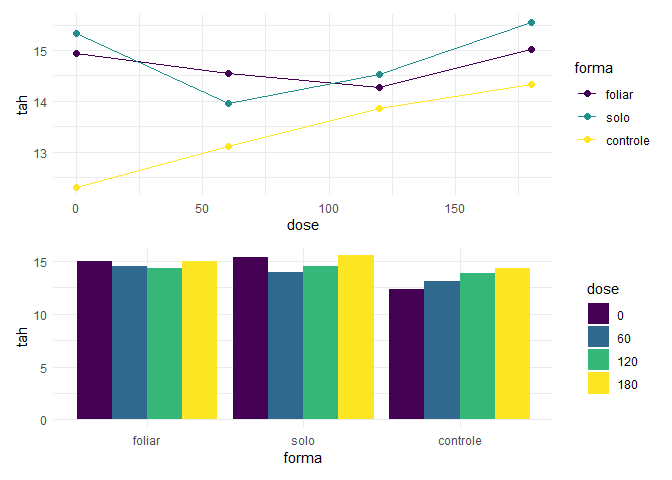 tah
15
14
13
0 50 100 150
dose
forma
foliar
solo
controle
tah
15
10
5
0
foliar solo controle
forma
dose
0
60
120
180